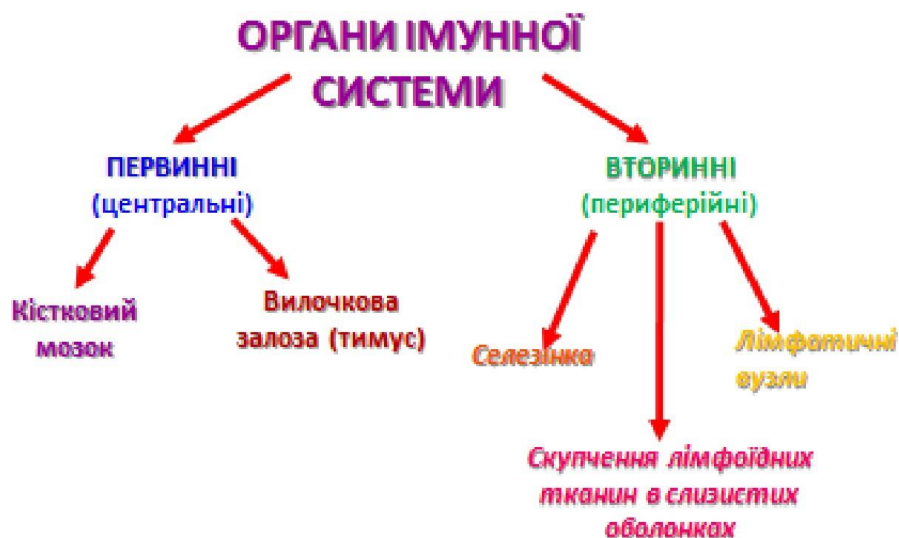 ОРГАНИ ІМУННОЇ
СИСТЕМИ
ПЕРВИННІ
(центральні)
ВТОРИННІ
(периферійні)
Кістковий
мозок
Вилочкова
залоза (тимус)
Селезінка
Лімфатичні
вузли
Скупчення лімфоїдних
тканин в слизистих
оболонках